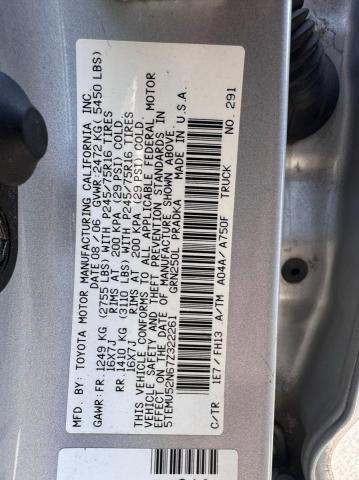 MFD. BY: TOYOTA MOTOR MANUFACTURING CALIFORNIA, INC.
DATE 08 / 06 GVWR: 2472 KG ( 5450 LBS)
GAWR: FR. 1249 KG (2755 LBS) WITH P245/75R16 TIRES
16X7J RIMS AT 200 KPA (29 PSI) COLD.
RR. 1410 KG (3110 LBS) WITH P245/75R16 TIRES
16X7J RIMS AT 200 KPA (29 PSI) COLD.
THIS VEHICLE CONFORMS TO ALL APPLICABLE FEDERAL MOTOR
VEHICLE SAFETY AND THEFT PREVENTION STANDARDS IN
EFFECT ON THE DATE OF MANUFACTURE SHOWN ABOVE.
5TEMU52N67Z322261 GRN250L PRADKA MADE IN U.S.A.
C/TR 1E7 / FH13 A/TM A04A/ A750F TRUCK
NO. 291